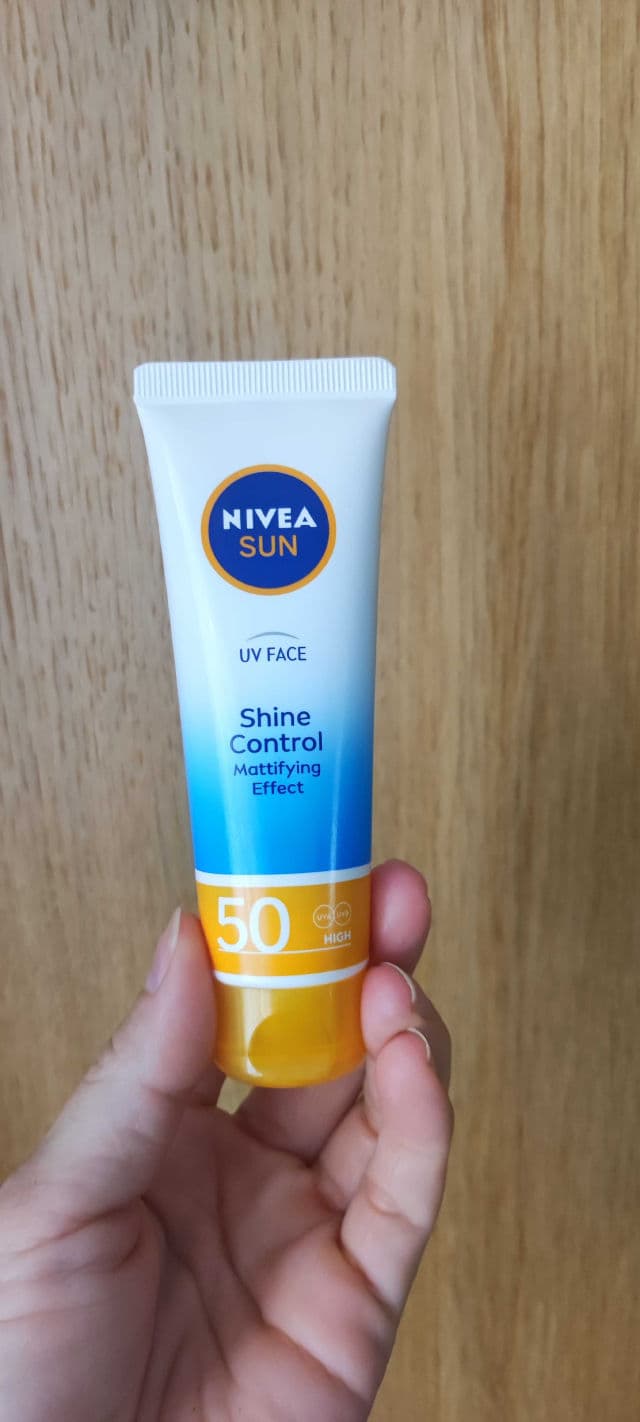 NIVEA
SUN
UV FACE
Shine
Control
Mattifying
Effect
50
UVA UVB
HIGH